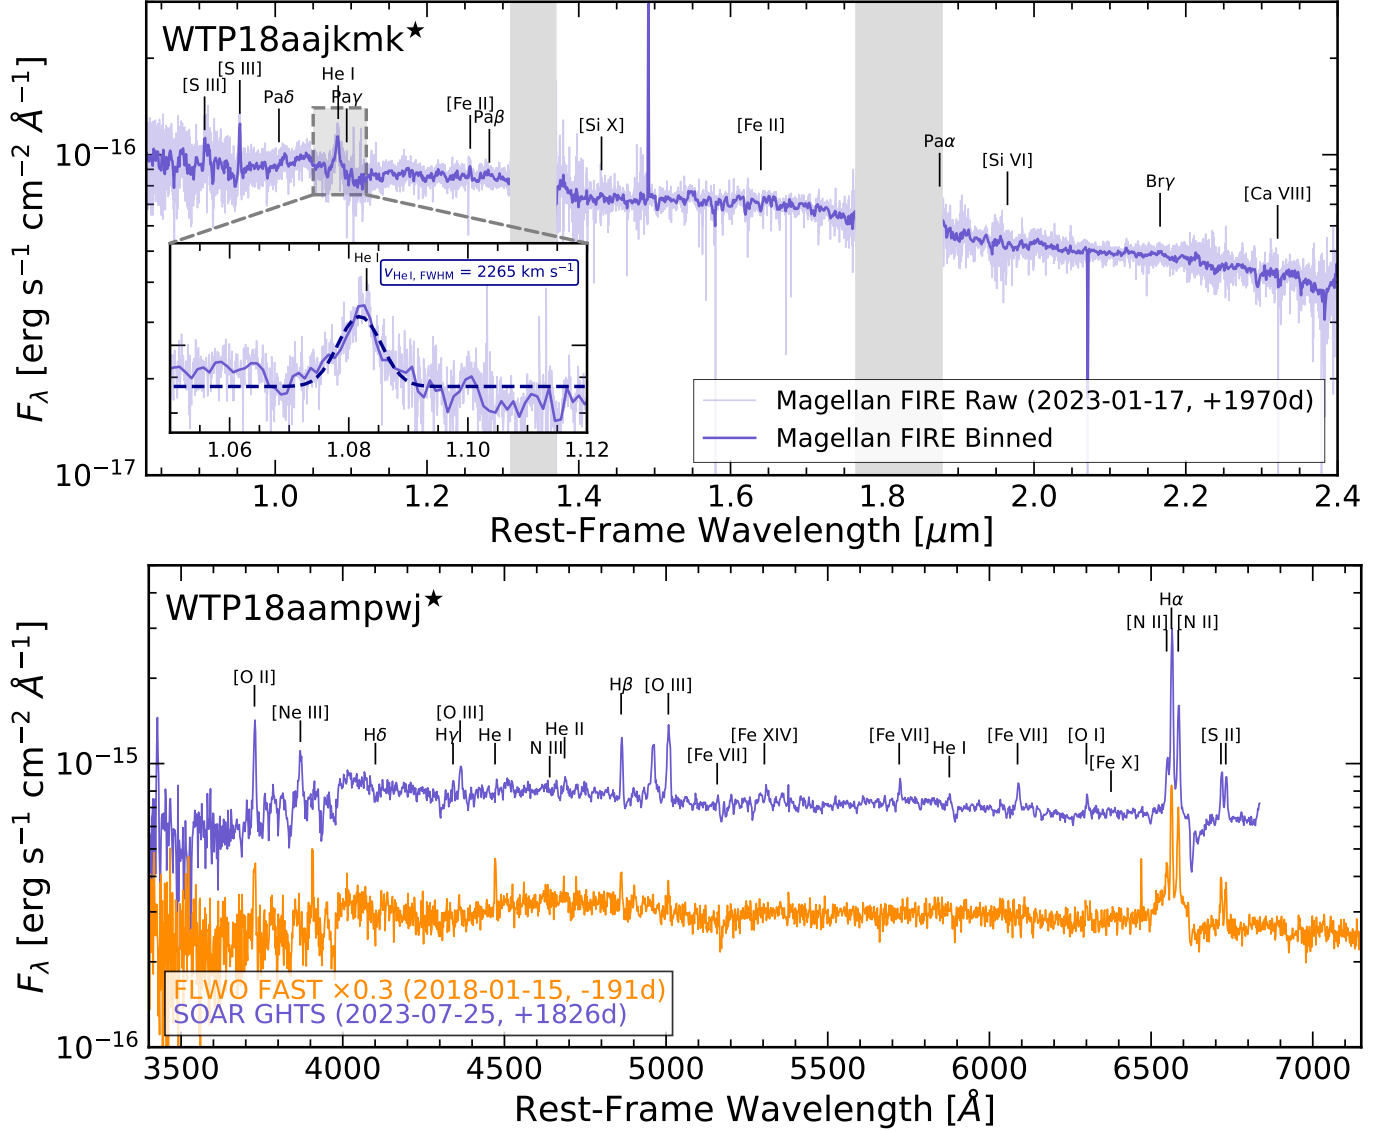 WTP18aajkmk★
[S III]
[S III]
Paδ
He I
Paγ
[Fe II]
Paβ
[Si X]
[Fe II]
Paα
[Si VI]
Brγ
[Ca VIII]
He I
v He I, FWHM = 2265 km s⁻¹
1.06 1.08 1.10 1.12
Magellan FIRE Raw (2023-01-17, +1970d)
Magellan FIRE Binned
10⁻¹⁶
10⁻¹⁷
Fλ [erg s⁻¹ cm⁻² Å⁻¹]
1.0 1.2 1.4 1.6 1.8 2.0 2.2 2.4
Rest-Frame Wavelength [μm]
WTP18aampwj★
[O II]
[Ne III]
Hδ
Hγ
[O III]
He I
N III
He II
Hβ
[O III]
[Fe VII]
[Fe XIV]
[Fe VII]
He I
[Fe VII]
[O I]
[Fe X]
[N II]
Hα
[N II]
[S II]
FLWO FAST ×0.3 (2018-01-15, -191d)
SOAR GHTS (2023-07-25, +1826d)
10⁻¹⁵
10⁻¹⁶
Fλ [erg s⁻¹ cm⁻² Å⁻¹]
3500 4000 4500 5000 5500 6000 6500 7000
Rest-Frame Wavelength [Å]